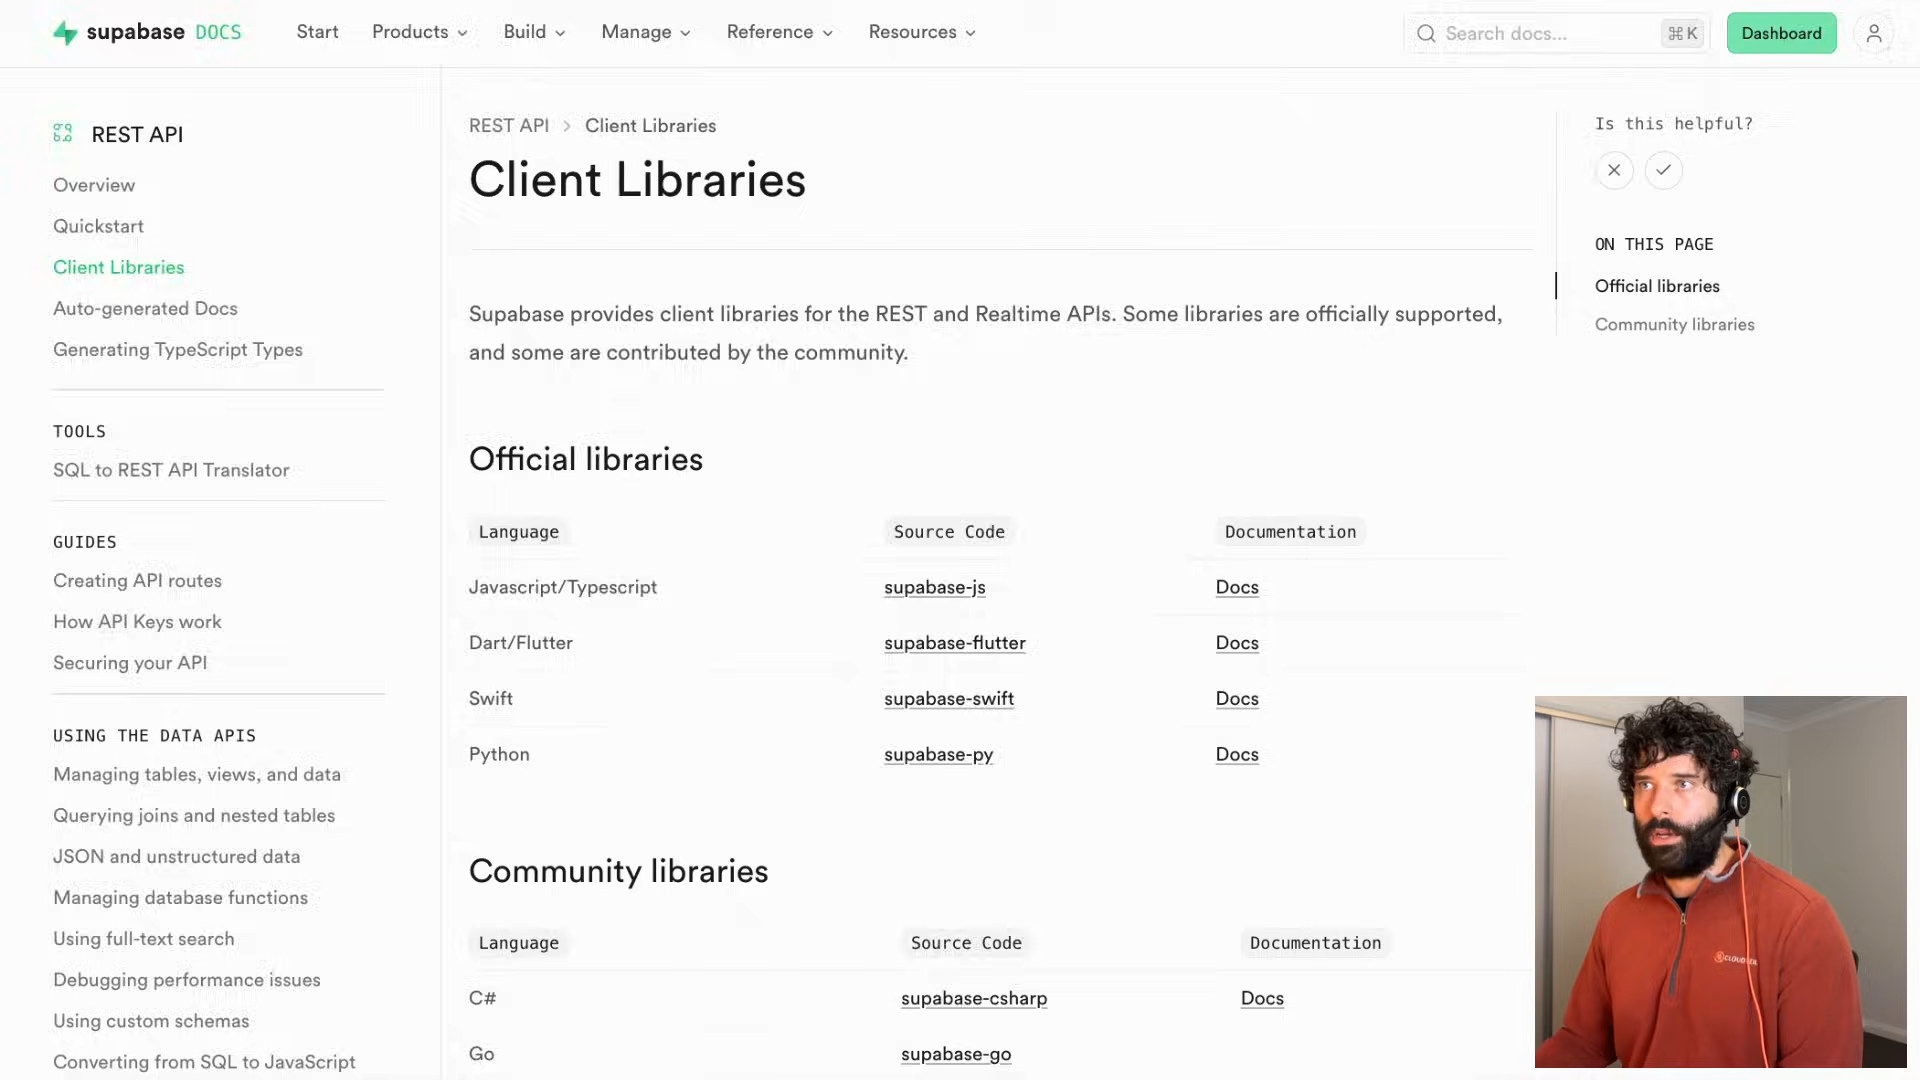 supabase DOCS
Start
Products
Build
Manage
Reference
Resources
Search docs...
⌘K
Dashboard
REST API
Overview
Quickstart
Client Libraries
Auto-generated Docs
Generating TypeScript Types
TOOLS
SQL to REST API Translator
GUIDES
Creating API routes
How API Keys work
Securing your API
USING THE DATA APIS
Managing tables, views, and data
Querying joins and nested tables
JSON and unstructured data
Managing database functions
Using full-text search
Debugging performance issues
Using custom schemas
Converting from SQL to JavaScript
REST API > Client Libraries
Client Libraries
Supabase provides client libraries for the REST and Realtime APIs. Some libraries are officially supported,
and some are contributed by the community.
Official libraries
Language Source Code Documentation
Javascript/Typescript supabase-js Docs
Dart/Flutter supabase-flutter Docs
Swift supabase-swift Docs
Python supabase-py Docs
Community libraries
Language Source Code Documentation
C# supabase-csharp Docs
Go supabase-go
Is this helpful?
ON THIS PAGE
Official libraries
Community libraries